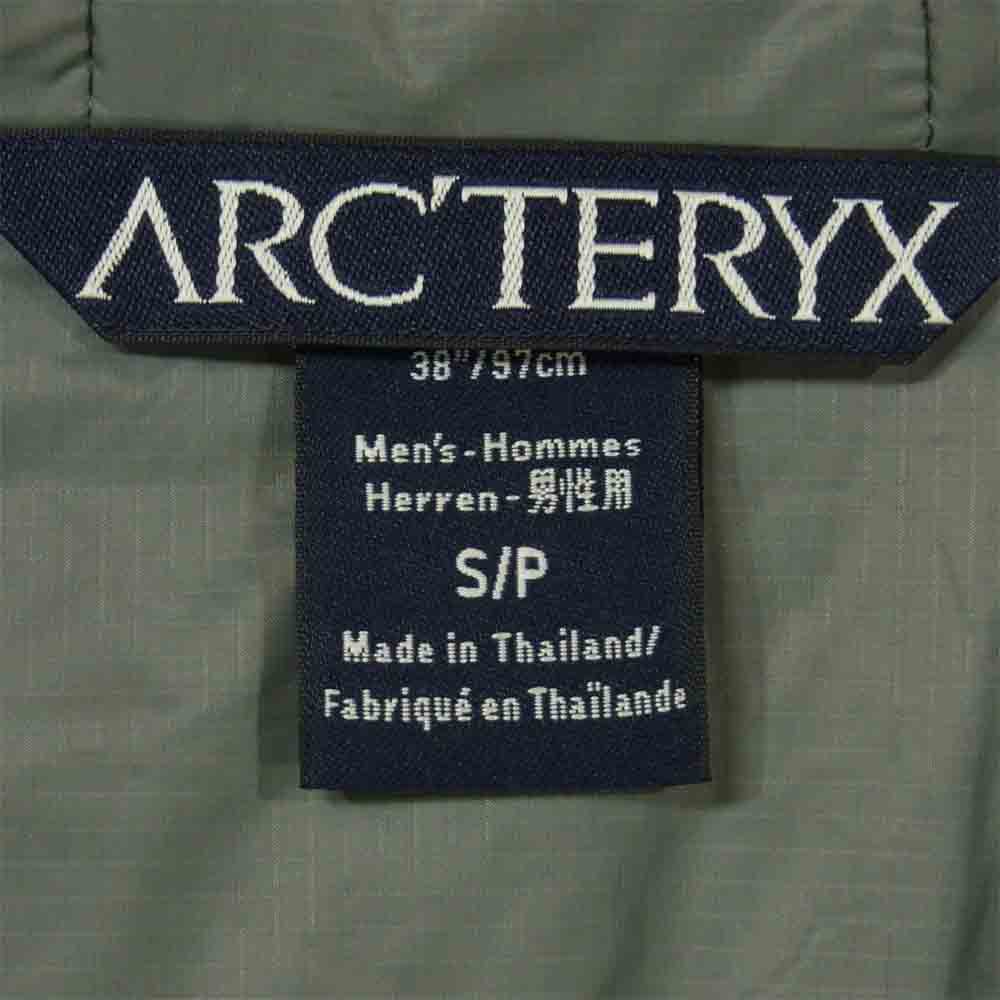 ARC'TERYX
38"/97cm
Men's-Hommes
Herren-男性用
S/P
Made in Thailand/
Fabriqué en Thaïlande